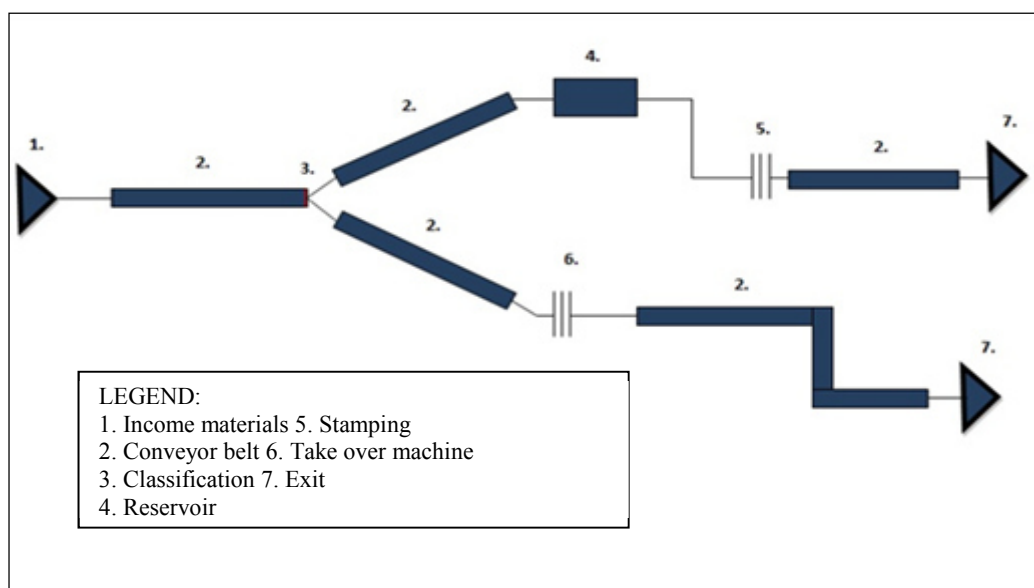 4.
2.
7.
5.
1.
2.
3.
2.
2.
6.
2.
7.
LEGEND:
1. Income materials 5. Stamping
2. Conveyor belt 6. Take over machine
3. Classification 7. Exit
4. Reservoir